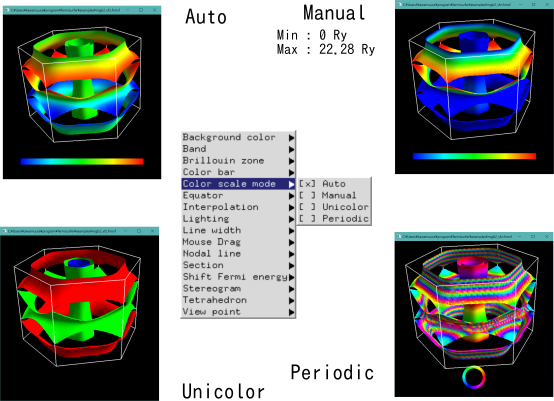 Auto
Manual
Min : 0 Ry
Max : 22.28 Ry
Background color
Band
Brillouin zone
Color bar
Color scale mode
Equator
Interpolation
Lighting
Line width
Mouse Drag
Nodal line
Section
Shift Fermi energy
Stereogram
Tetrahedron
View point
[x] Auto
[ ] Manual
[ ] Unicolor
[ ] Periodic
Unicolor
Periodic